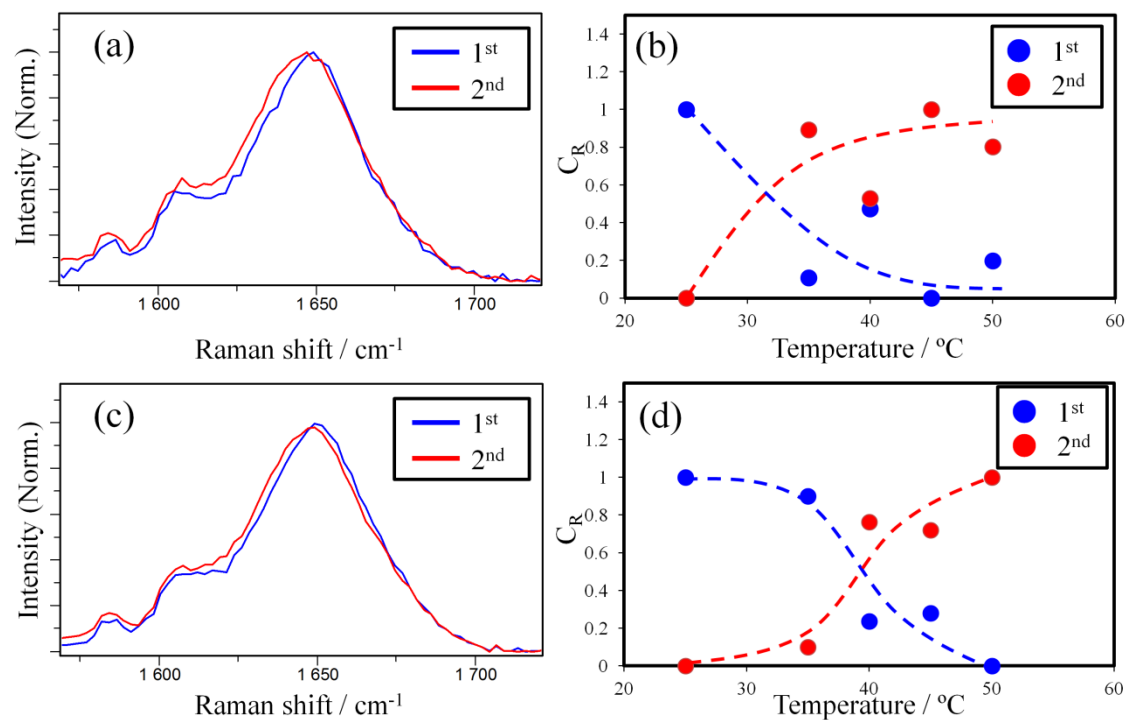 (a)
1st
2nd
Intensity (Norm.)
1 600
1 650
1 700
Raman shift / cm-1
(b)
1st
2nd
CR
1.4
1.2
1
0.8
0.6
0.4
0.2
0
20
30
40
50
60
Temperature / ºC
(c)
1st
2nd
Intensity (Norm.)
1 600
1 650
1 700
Raman shift / cm-1
(d)
1st
2nd
CR
1.4
1.2
1
0.8
0.6
0.4
0.2
0
20
30
40
50
60
Temperature / ºC